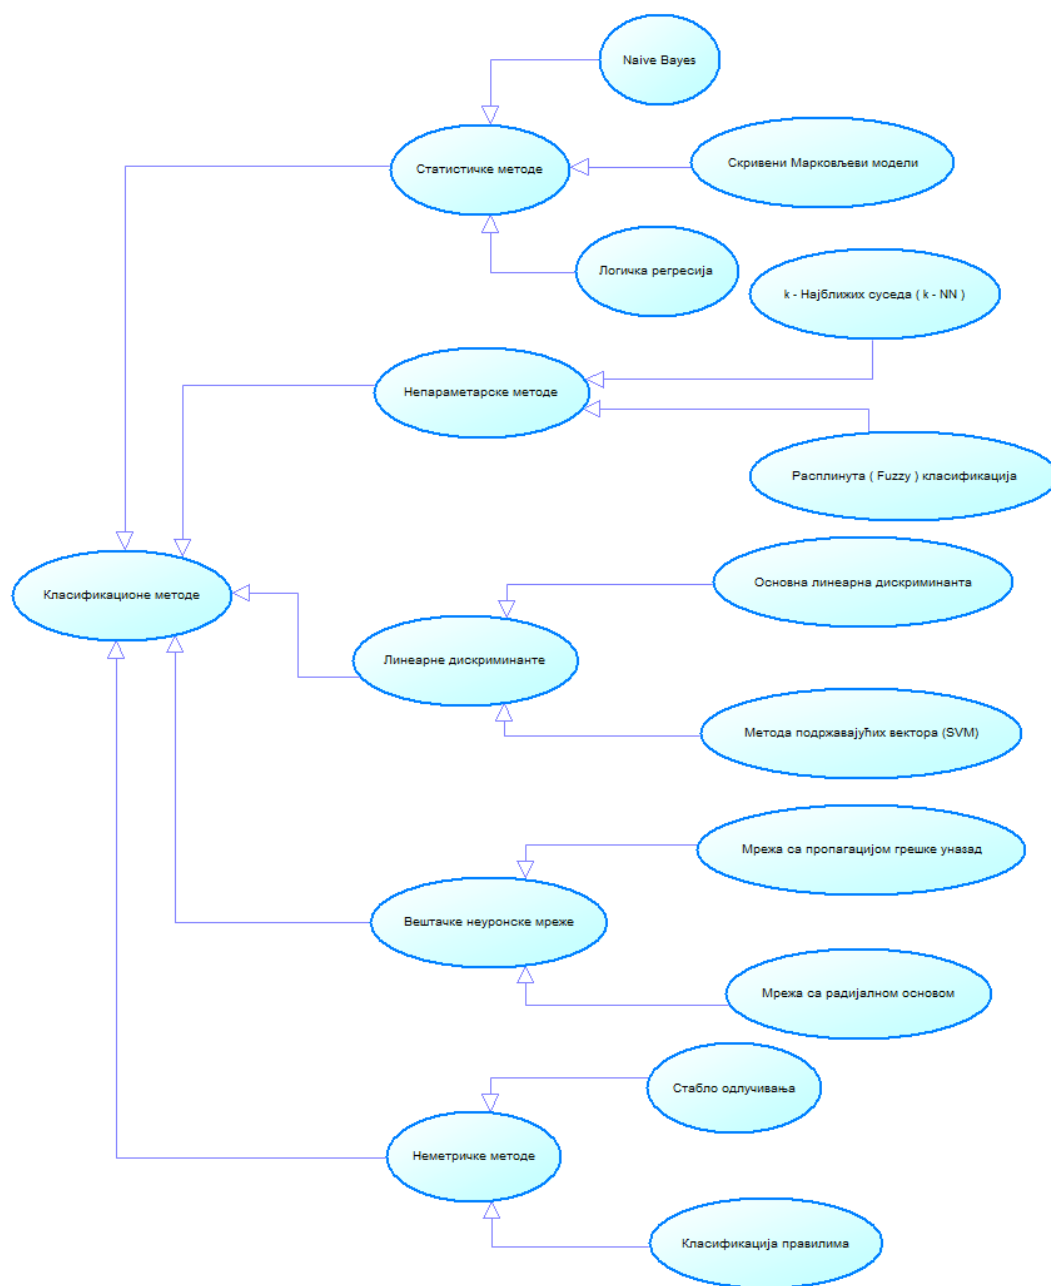 Naive Bayes
Скривени Марковљеви модели
Статистичке методе
Логичка регресија
k - Најближих суседа ( k - NN )
Непараметарске методе
Расплинута ( Fuzzy ) класификација
Основна линеарна дискриминанта
Класификационе методе
Линеарне дискриминанте
Метода подржавајућих вектора (SVM)
Мрежа са пропагацијом грешке уназад
Вештачке неуронске мреже
Мрежа са радијалном основом
Стабло одлучивања
Неметричке методе
Класификација правилима